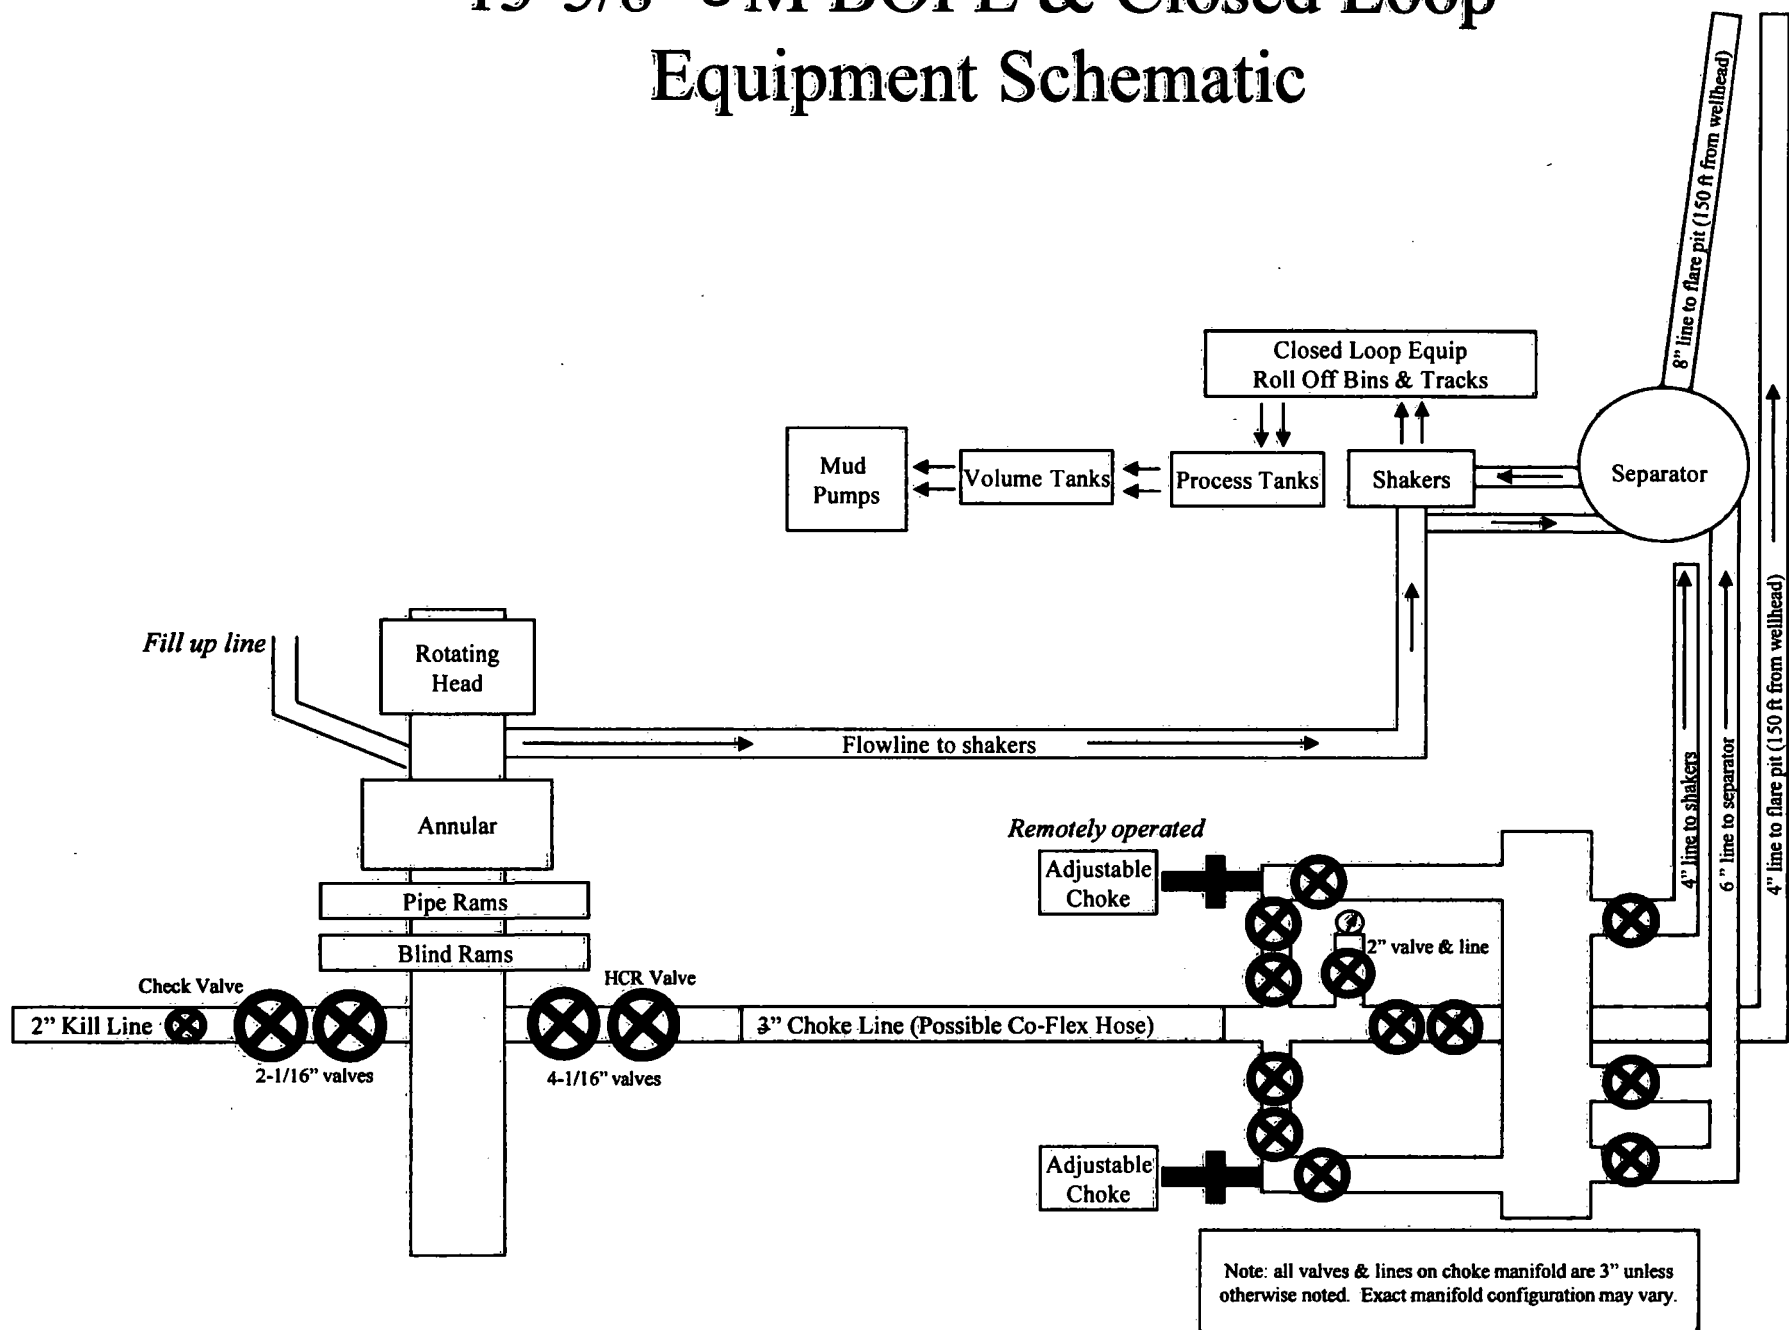 M BOPE & Closed Loop
Equipment Schematic
8” line to flare pit (150 ft from wellhead)
Closed Loop Equip
Roll Off Bins & Tracks
Mud
Pumps
Volume Tanks
Process Tanks
Shakers
Separator
Fill up line
Rotating
Head
Flowline to shakers
Annular
Pipe Rams
Blind Rams
Check Valve
HCR Valve
2” Kill Line
2-1/16” valves
4-1/16” valves
3” Choke Line (Possible Co-Flex Hose)
Remotely operated
Adjustable
Choke
2” valve & line
Adjustable
Choke
4” line to shakers
6” line to separator
4” line to flare pit (150 ft from wellhead)
Note: all valves & lines on choke manifold are 3” unless
otherwise noted. Exact manifold configuration may vary.